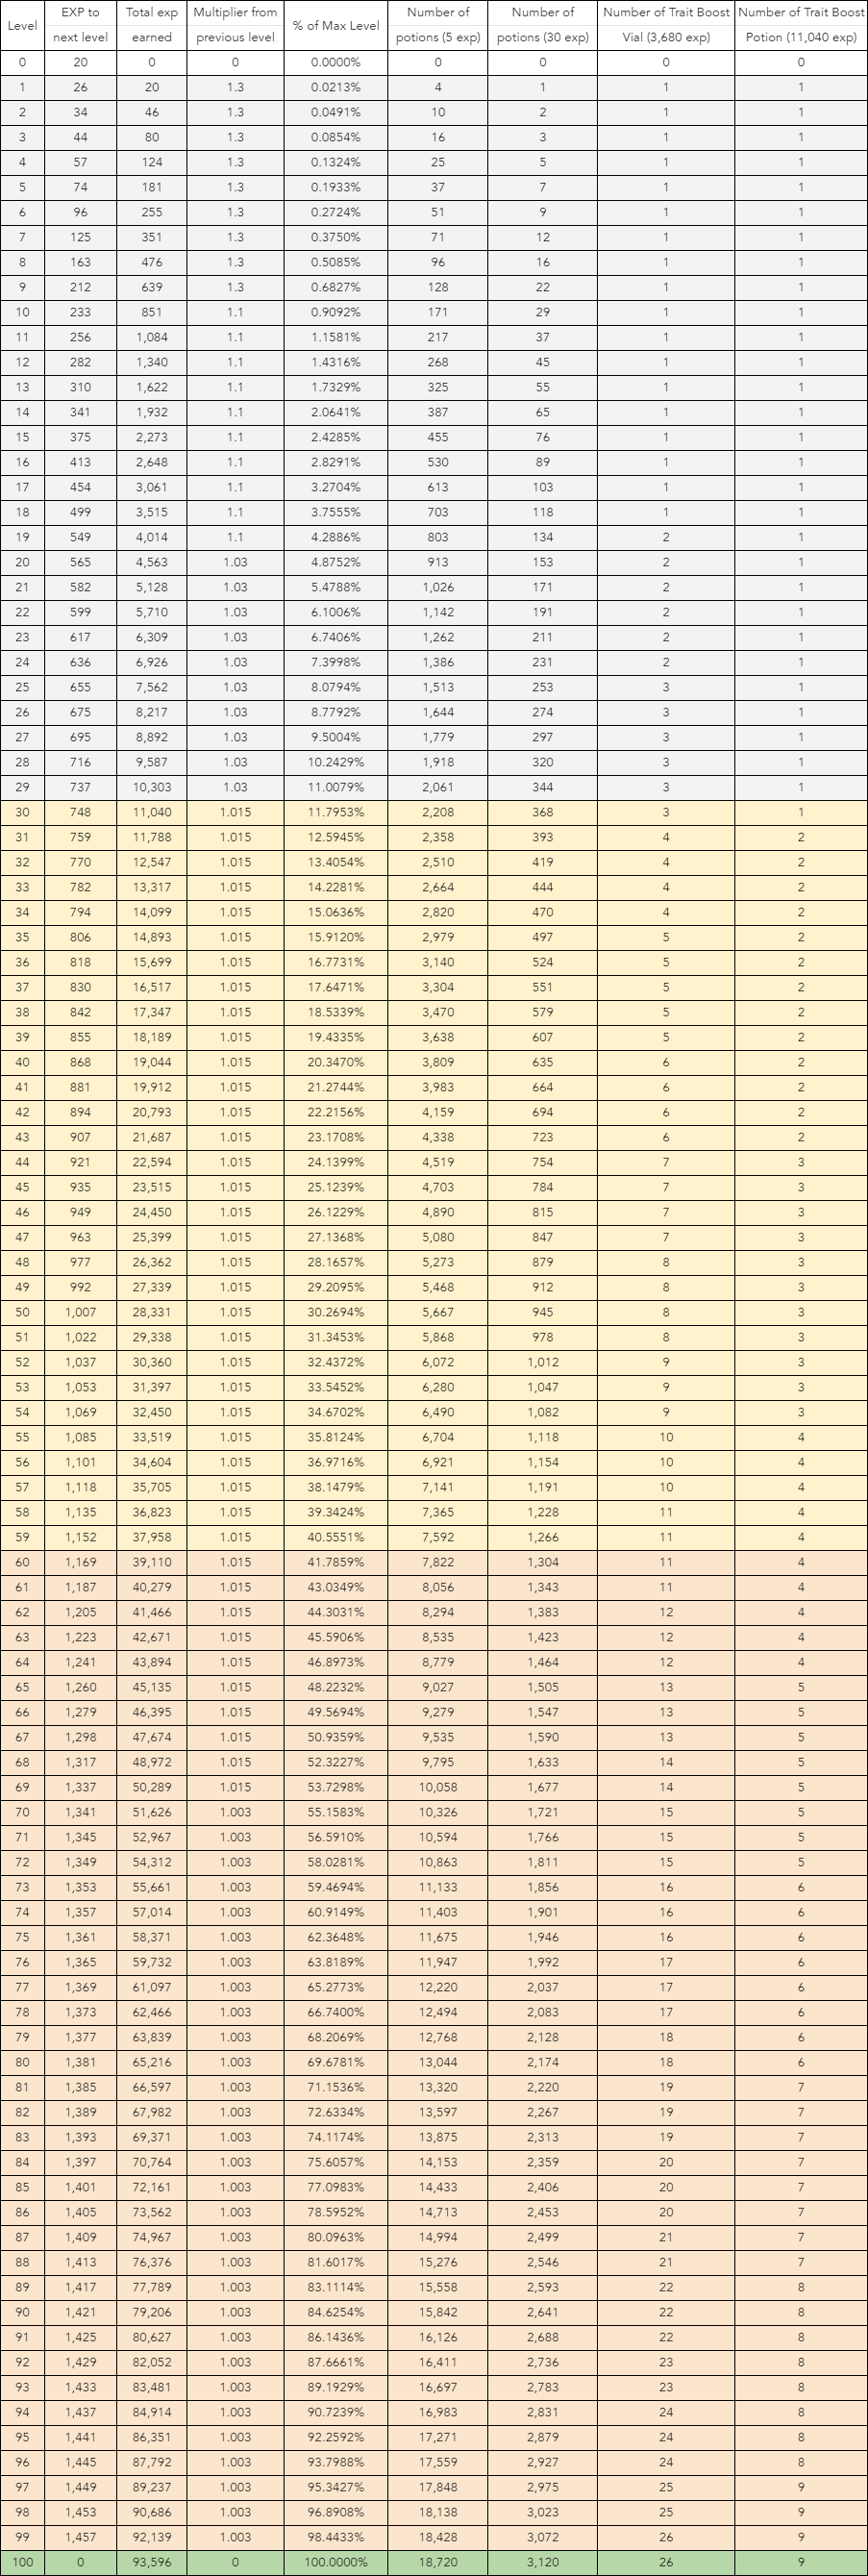 Level EXP to next level Total exp earned Multiplier from previous level % of Max Level Number of potions (5 exp) Number of potions (30 exp) Number of Trait Boost Vial (3,680 exp) Number of Trait Boost Potion (11,040 exp)
0 20 0 0 0.0000% 0 0 0 0
1 26 20 1.3 0.0213% 4 1 1 1
2 34 46 1.3 0.0491% 10 2 1 1
3 44 80 1.3 0.0854% 16 3 1 1
4 57 124 1.3 0.1324% 25 5 1 1
5 74 181 1.3 0.1933% 37 7 1 1
6 96 255 1.3 0.2724% 51 9 1 1
7 125 351 1.3 0.3750% 71 12 1 1
8 163 476 1.3 0.5085% 96 16 1 1
9 212 639 1.3 0.6827% 128 22 1 1
10 233 851 1.1 0.9092% 171 29 1 1
11 256 1,084 1.1 1.1581% 217 37 1 1
12 282 1,340 1.1 1.4316% 268 45 1 1
13 310 1,622 1.1 1.7329% 325 55 1 1
14 341 1,932 1.1 2.0641% 387 65 1 1
15 375 2,273 1.1 2.4285% 455 76 1 1
16 413 2,648 1.1 2.8291% 530 89 1 1
17 454 3,061 1.1 3.2704% 613 103 1 1
18 499 3,515 1.1 3.7555% 703 118 1 1
19 549 4,014 1.1 4.2886% 803 134 2 1
20 565 4,563 1.03 4.8752% 913 153 2 1
21 582 5,128 1.03 5.4788% 1,026 171 2 1
22 599 5,710 1.03 6.1006% 1,142 191 2 1
23 617 6,309 1.03 6.7406% 1,262 211 2 1
24 636 6,926 1.03 7.3998% 1,386 231 2 1
25 655 7,562 1.03 8.0794% 1,513 253 3 1
26 675 8,217 1.03 8.7792% 1,644 274 3 1
27 695 8,892 1.03 9.5004% 1,779 297 3 1
28 716 9,587 1.03 10.2429% 1,918 320 3 1
29 737 10,303 1.03 11.0079% 2,061 344 3 1
30 748 11,040 1.015 11.7953% 2,208 368 3 1
31 759 11,788 1.015 12.5945% 2,358 393 4 2
32 770 12,547 1.015 13.4054% 2,510 419 4 2
33 782 13,317 1.015 14.2281% 2,664 444 4 2
34 794 14,099 1.015 15.0636% 2,820 470 4 2
35 806 14,893 1.015 15.9120% 2,979 497 5 2
36 818 15,699 1.015 16.7731% 3,140 524 5 2
37 830 16,517 1.015 17.6471% 3,304 551 5 2
38 842 17,347 1.015 18.5339% 3,470 579 5 2
39 855 18,189 1.015 19.4335% 3,638 607 5 2
40 868 19,044 1.015 20.3470% 3,809 635 6 2
41 881 19,912 1.015 21.2744% 3,983 664 6 2
42 894 20,793 1.015 22.2156% 4,159 694 6 2
43 907 21,687 1.015 23.1708% 4,338 723 6 2
44 921 22,594 1.015 24.1399% 4,519 754 7 3
45 935 23,515 1.015 25.1239% 4,703 784 7 3
46 949 24,450 1.015 26.1229% 4,890 815 7 3
47 963 25,399 1.015 27.1368% 5,080 847 7 3
48 977 26,362 1.015 28.1657% 5,273 879 8 3
49 992 27,339 1.015 29.2095% 5,468 912 8 3
50 1,007 28,331 1.015 30.2694% 5,667 945 8 3
51 1,022 29,338 1.015 31.3453% 5,868 978 8 3
52 1,037 30,360 1.015 32.4372% 6,072 1,012 9 3
53 1,053 31,397 1.015 33.5452% 6,280 1,047 9 3
54 1,069 32,450 1.015 34.6702% 6,490 1,082 9 3
55 1,085 33,519 1.015 35.8124% 6,704 1,118 10 4
56 1,101 34,604 1.015 36.9716% 6,921 1,154 10 4
57 1,118 35,705 1.015 38.1479% 7,141 1,191 10 4
58 1,135 36,823 1.015 39.3424% 7,365 1,228 11 4
59 1,152 37,958 1.015 40.5551% 7,592 1,266 11 4
60 1,169 39,110 1.015 41.7859% 7,822 1,304 11 4
61 1,187 40,279 1.015 43.0349% 8,056 1,343 11 4
62 1,205 41,466 1.015 44.3031% 8,294 1,383 12 4
63 1,223 42,671 1.015 45.5906% 8,535 1,423 12 4
64 1,241 43,894 1.015 46.8973% 8,779 1,464 12 4
65 1,260 45,135 1.015 48.2232% 9,027 1,505 13 5
66 1,279 46,395 1.015 49.5694% 9,279 1,547 13 5
67 1,298 47,674 1.015 50.9359% 9,535 1,590 13 5
68 1,317 48,972 1.015 52.3227% 9,795 1,633 14 5
69 1,337 50,289 1.015 53.7298% 10,058 1,677 14 5
70 1,341 51,626 1.003 55.1583% 10,326 1,721 15 5
71 1,345 52,967 1.003 56.5910% 10,594 1,766 15 5
72 1,349 54,312 1.003 58.0281% 10,863 1,811 15 5
73 1,353 55,661 1.003 59.4694% 11,133 1,856 16 6
74 1,357 57,014 1.003 60.9149% 11,403 1,901 16 6
75 1,361 58,371 1.003 62.3648% 11,675 1,946 16 6
76 1,365 59,732 1.003 63.8189% 11,947 1,992 17 6
77 1,369 61,097 1.003 65.2773% 12,220 2,037 17 6
78 1,373 62,466 1.003 66.7400% 12,494 2,083 17 6
79 1,377 63,839 1.003 68.2069% 12,768 2,128 18 6
80 1,381 65,216 1.003 69.6781% 13,044 2,174 18 6
81 1,385 66,597 1.003 71.1536% 13,320 2,220 19 7
82 1,389 67,982 1.003 72.6334% 13,597 2,267 19 7
83 1,393 69,371 1.003 74.1174% 13,875 2,313 19 7
84 1,397 70,764 1.003 75.6057% 14,153 2,359 20 7
85 1,401 72,161 1.003 77.0983% 14,433 2,406 20 7
86 1,405 73,562 1.003 78.5952% 14,713 2,453 20 7
87 1,409 74,967 1.003 80.0963% 14,994 2,499 21 7
88 1,413 76,376 1.003 81.6017% 15,276 2,546 21 7
89 1,417 77,789 1.003 83.1114% 15,558 2,593 22 8
90 1,421 79,206 1.003 84.6254% 15,842 2,641 22 8
91 1,425 80,627 1.003 86.1436% 16,126 2,688 22 8
92 1,429 82,052 1.003 87.6661% 16,411 2,736 23 8
93 1,433 83,481 1.003 89.1929% 16,697 2,783 23 8
94 1,437 84,914 1.003 90.7239% 16,983 2,831 24 8
95 1,441 86,351 1.003 92.2592% 17,271 2,879 24 8
96 1,445 87,792 1.003 93.7988% 17,559 2,927 24 8
97 1,449 89,237 1.003 95.3427% 17,848 2,975 25 9
98 1,453 90,686 1.003 96.8908% 18,138 3,023 25 9
99 1,457 92,139 1.003 98.4433% 18,428 3,072 26 9
100 0 93,596 0 100.0000% 18,720 3,120 26 9